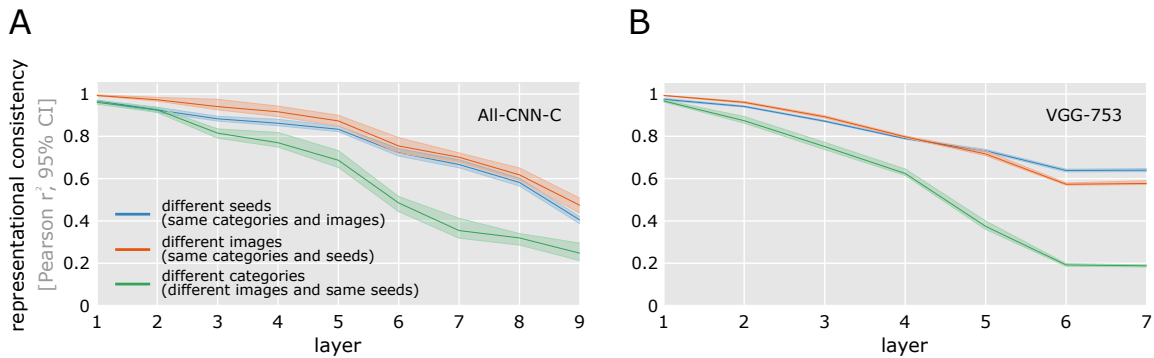 A
representational consistency
[Pearson r², 95% CI]
1
0.8
0.6
0.4
0.2
0
All-CNN-C
different seeds
(same categories and images)
different images
(same categories and seeds)
different categories
(different images and same seeds)
1 2 3 4 5 6 7 8 9
layer
B
1
0.8
0.6
0.4
0.2
0
VGG-753
1 2 3 4 5 6 7
layer